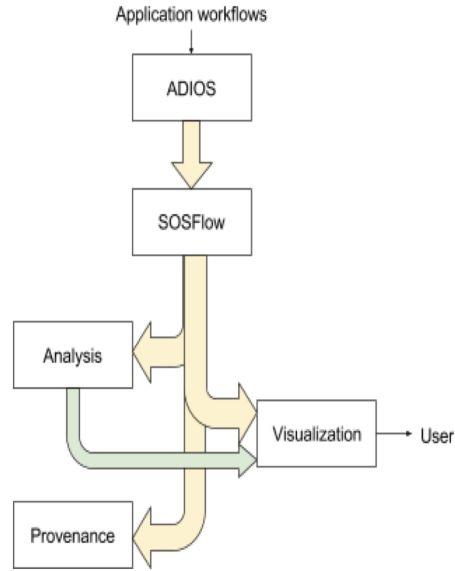 Application workflows
ADIOS
SOSFlow
Analysis
Visualization
User
Provenance